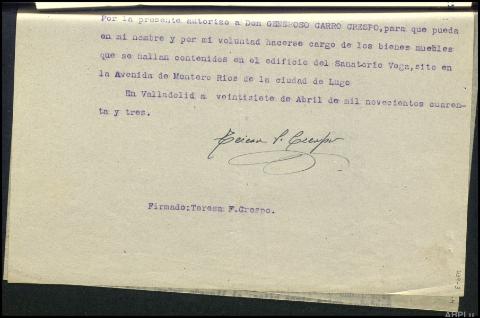 Por la presente autorizo a Don GENEROSO GARRO CRESPO,para que pueda
en mi nombre y por mi voluntad hacerse cargo de los bienes muebles
que se hallan contenidos en el edificio del Sanatorio Vega,sito en
la Avenida de Montero Rios de la ciudad de Lugo
En Valladolid a veintisiete de Abril de mil novecientos cuaren-
ta y tres.
Teresa F. Crespo
Firmado:Teresa F.Crespo.